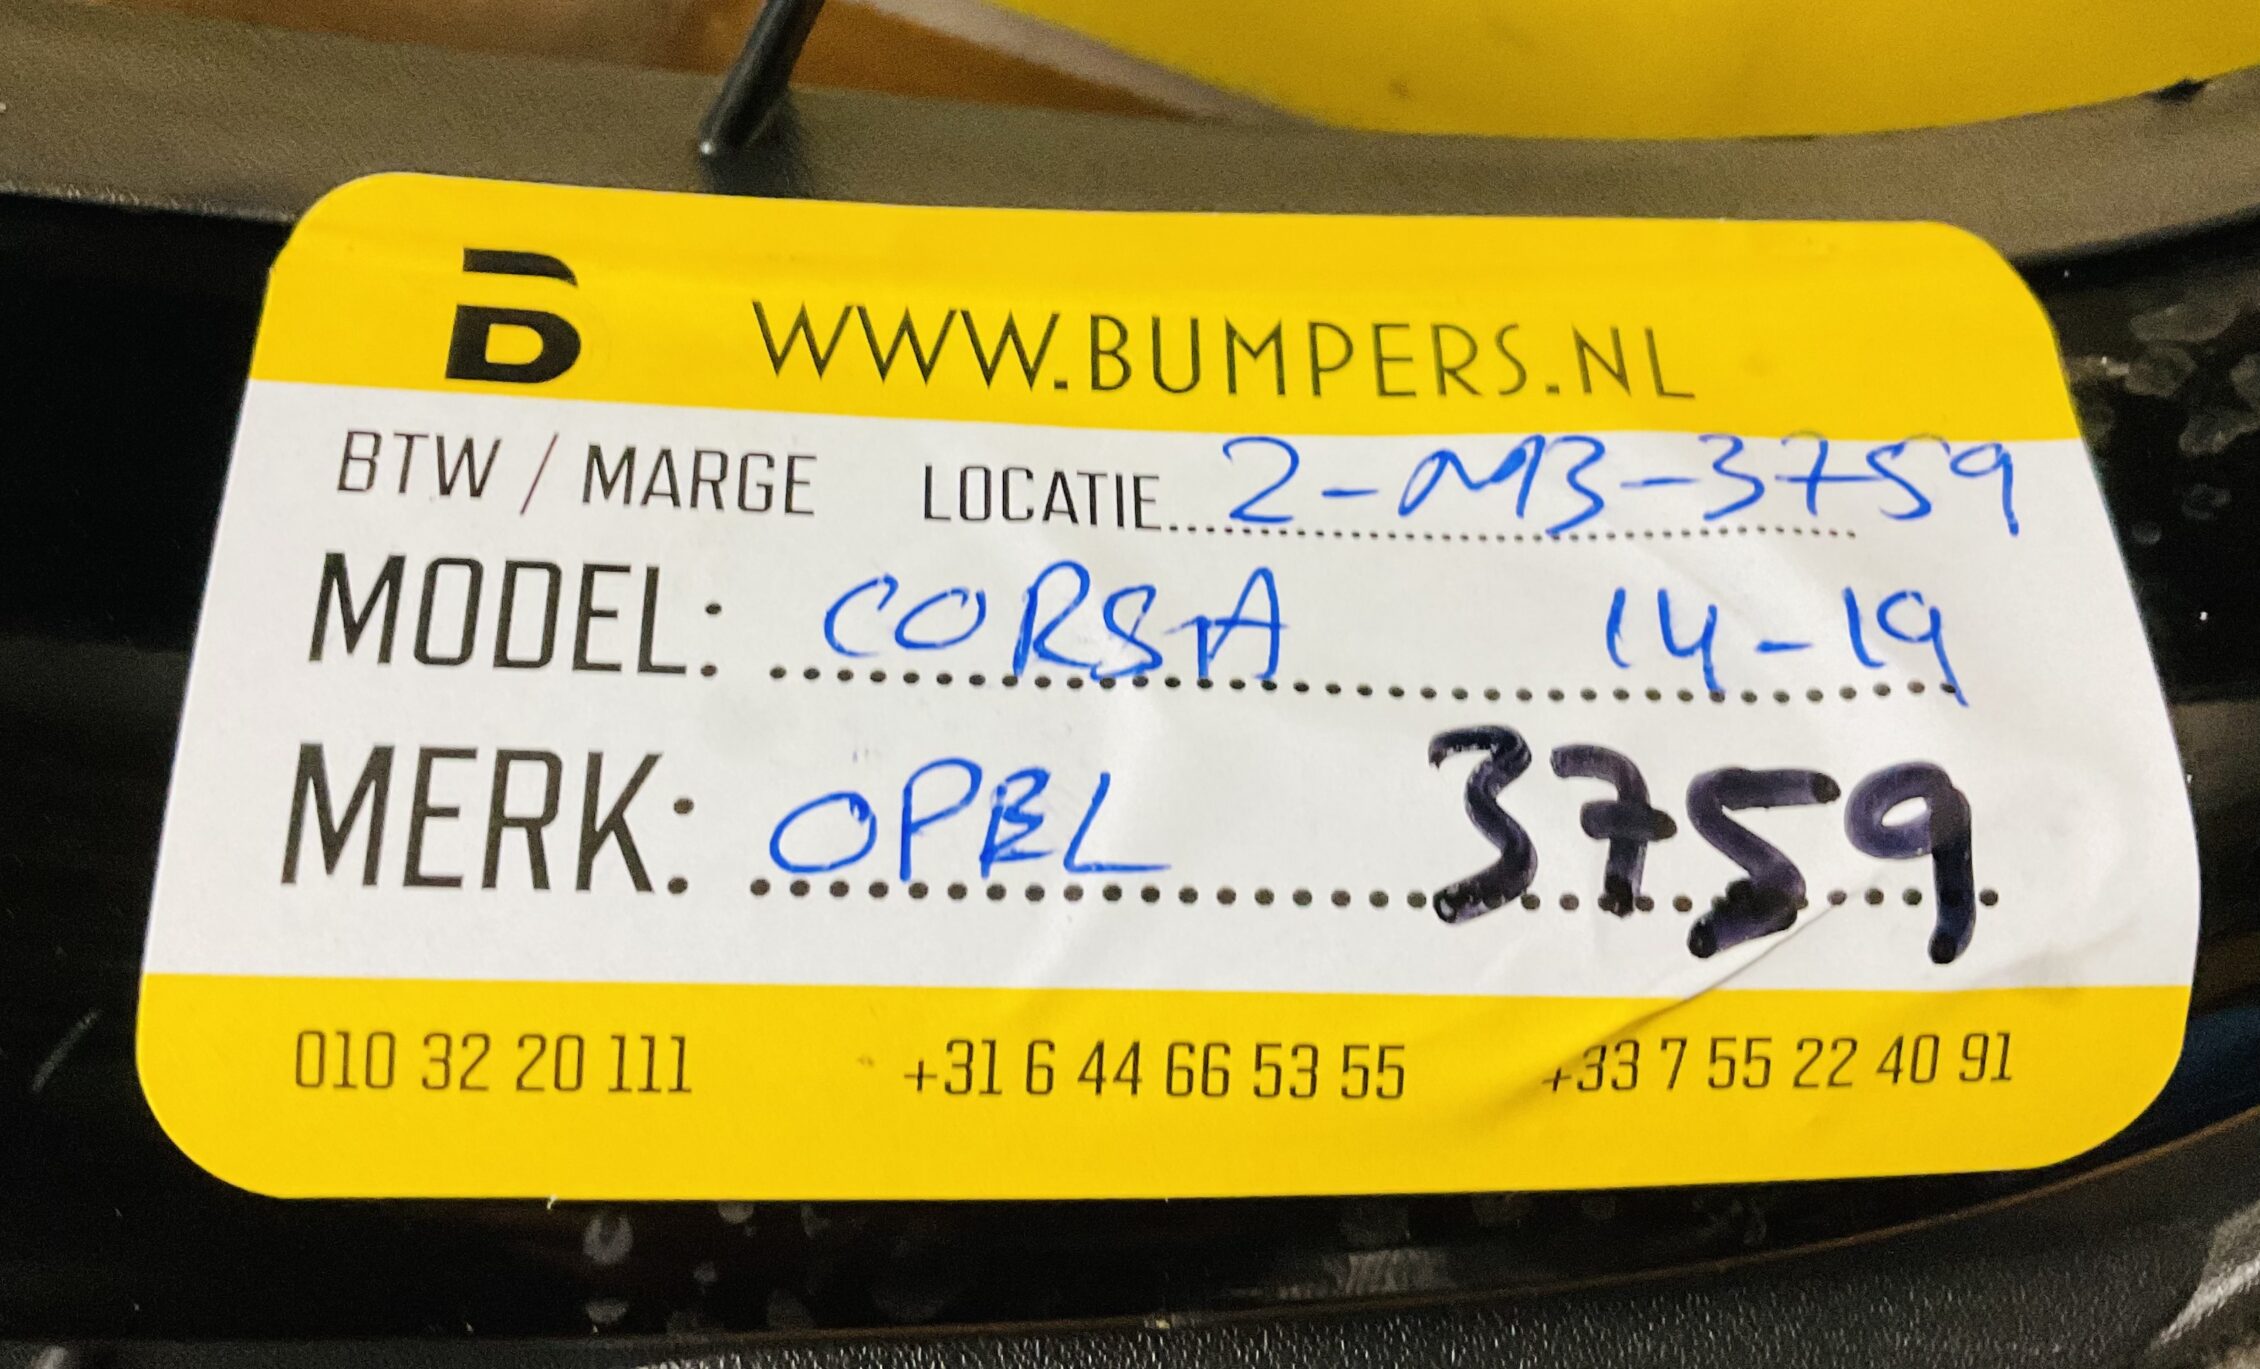 B WWW.BUMPERS.NL
BTW / MARGE LOCATIE 2-M3-3759
MODEL: CORSA 14-19
MERK: OPEL 3759
010 32 20 111 +31 6 44 66 53 55 +33 7 55 22 40 91